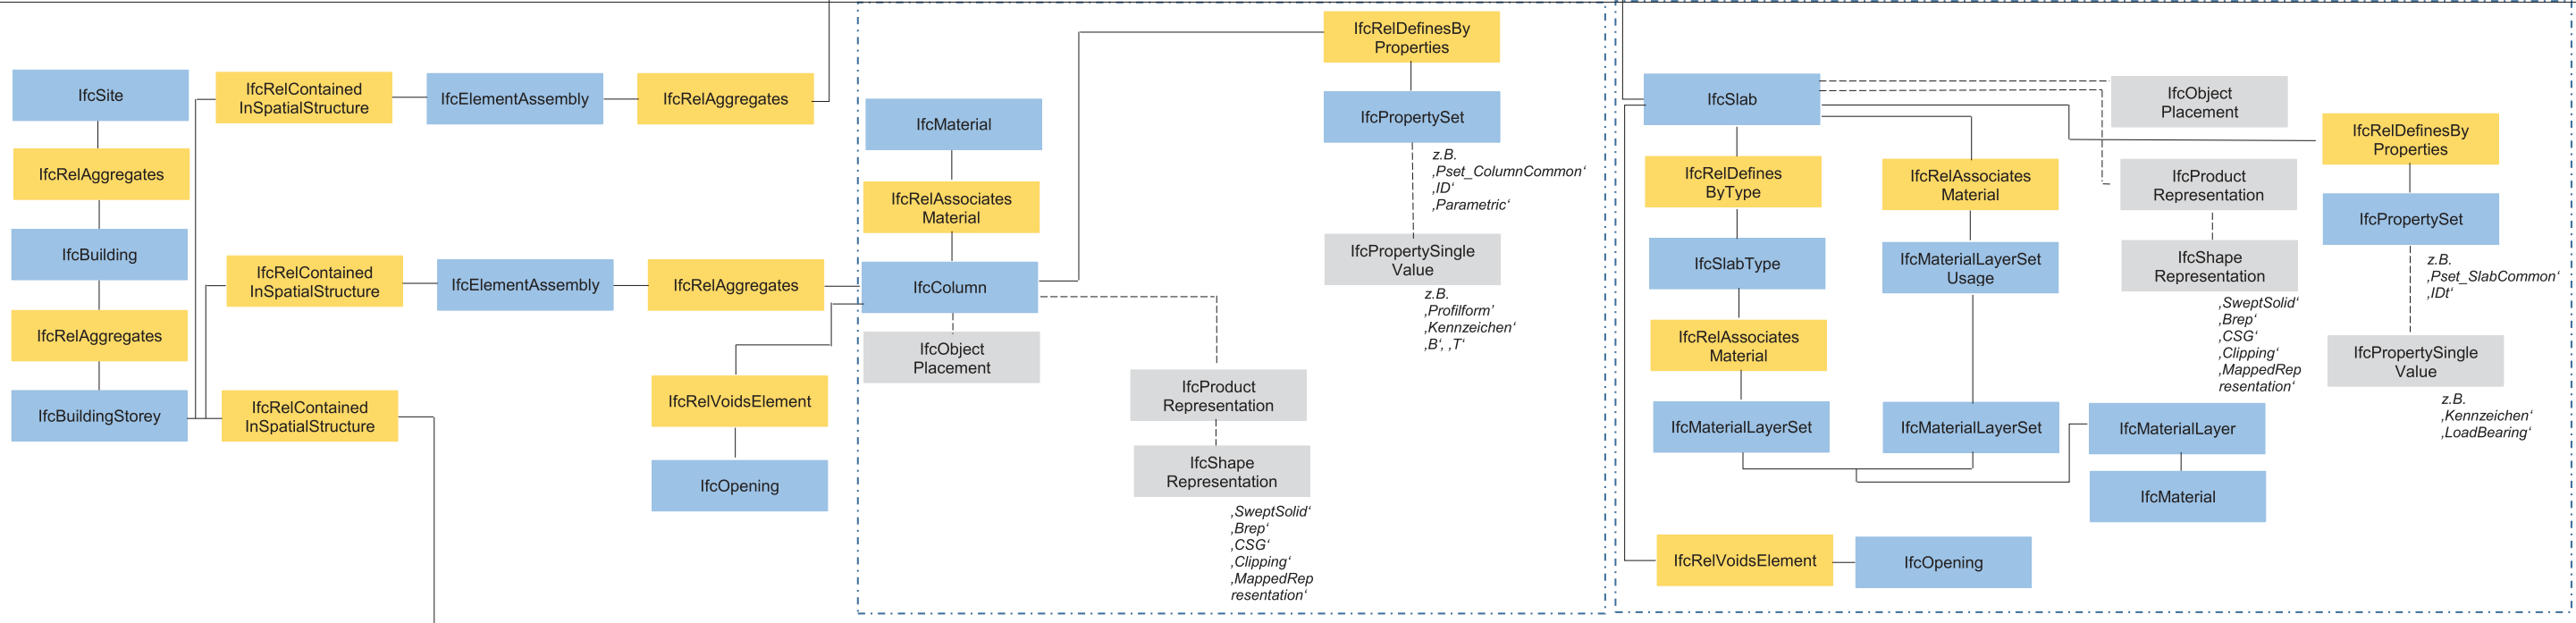 IfcSite
IfcRelAggregates
IfcBuilding
IfcRelAggregates
IfcBuildingStorey
IfcRelContained
InSpatialStructure
IfcElementAssembly
IfcRelAggregates
IfcRelContained
InSpatialStructure
IfcElementAssembly
IfcRelAggregates
IfcRelContained
InSpatialStructure
IfcRelVoidsElement
IfcOpening
IfcMaterial
IfcRelAssociates
Material
IfcColumn
IfcObject
Placement
IfcProduct
Representation
IfcShape
Representation
‚SweptSolid‘
‚Brep‘
‚CSG‘
‚Clipping‘
‚MappedRep
resentation‘
IfcRelDefinesBy
Properties
IfcPropertySet
z.B.
‚Pset_ColumnCommon‘
‚ID‘
‚Parametric‘
IfcPropertySingle
Value
z.B.
‚Profilform’
‚Kennzeichen‘
‚B‘, ‚T‘
IfcSlab
IfcRelDefines
ByType
IfcSlabType
IfcRelAssociates
Material
IfcMaterialLayerSet
IfcRelAssociates
Material
IfcMaterialLayerSet
Usage
IfcMaterialLayerSet
IfcMaterialLayer
IfcMaterial
IfcRelVoidsElement
IfcOpening
IfcObject
Placement
IfcProduct
Representation
IfcShape
Representation
‚SweptSolid‘
‚Brep‘
‚CSG‘
‚Clipping‘
‚MappedRep
resentation‘
IfcRelDefinesBy
Properties
IfcPropertySet
z.B.
‚Pset_SlabCommon‘
‚IDt‘
IfcPropertySingle
Value
z.B.
‚Kennzeichen‘
‚LoadBearing‘